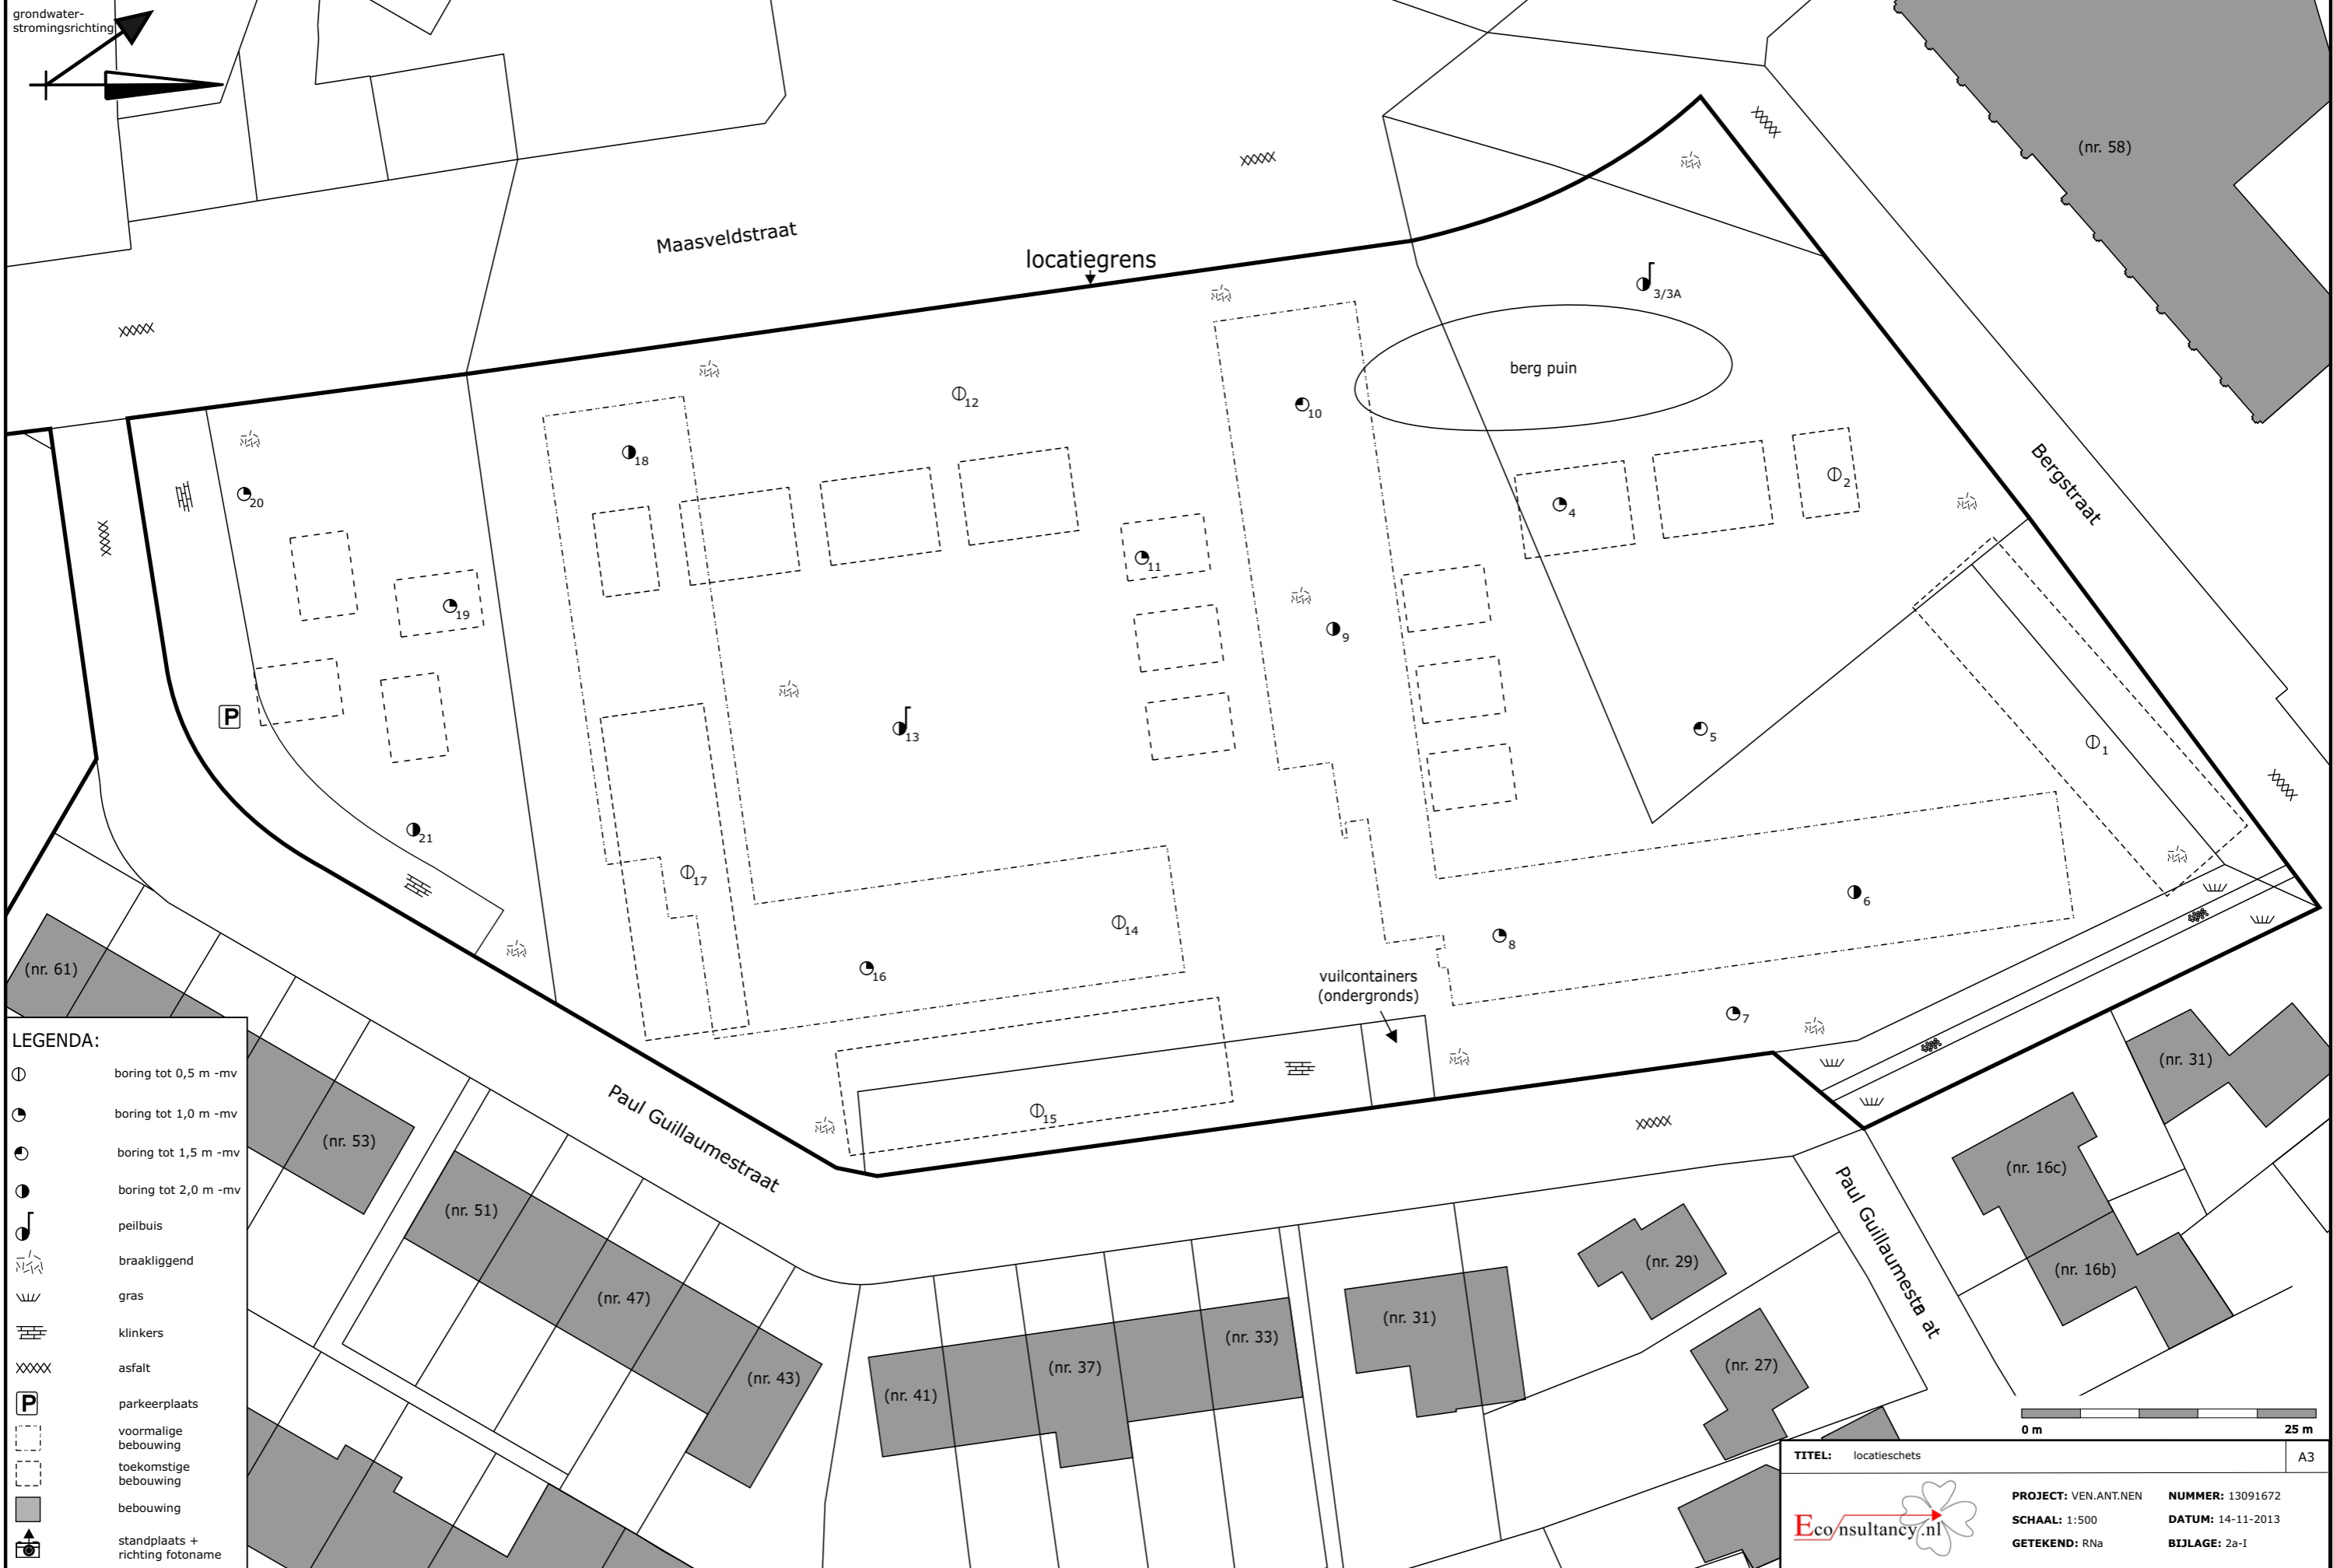 grondwater-
stromingsrichting
(nr. 58)
Maasveldstraat
locatiegrens
3/3A
berg puin
12
10
18
2
Bergstraat
20
4
11
19
9
P
13
5
1
21
17
6
14
8
16
(nr. 61)
vuilcontainers
(ondergronds)
7
LEGENDA:
boring tot 0,5 m -mv
boring tot 1,0 m -mv
boring tot 1,5 m -mv
boring tot 2,0 m -mv
peilbuis
braakliggend
gras
klinkers
asfalt
P parkeerplaats
voormalige
bebouwing
toekomstige
bebouwing
bebouwing
standplaats +
richting fotoname
15
(nr. 53)
Paul Guillaumestraat
(nr. 31)
(nr. 16c)
(nr. 51)
Paul Guillaumesta at
(nr. 29)
(nr. 16b)
(nr. 47)
(nr. 31)
(nr. 33)
(nr. 37)
(nr. 27)
(nr. 43)
(nr. 41)
0 m 25 m
TITEL: locatieschets A3
Econsultancy.nl
PROJECT: VEN.ANT.NEN NUMMER: 13091672
SCHAAL: 1:500 DATUM: 14-11-2013
GETEKEND: RNa BIJLAGE: 2a-I